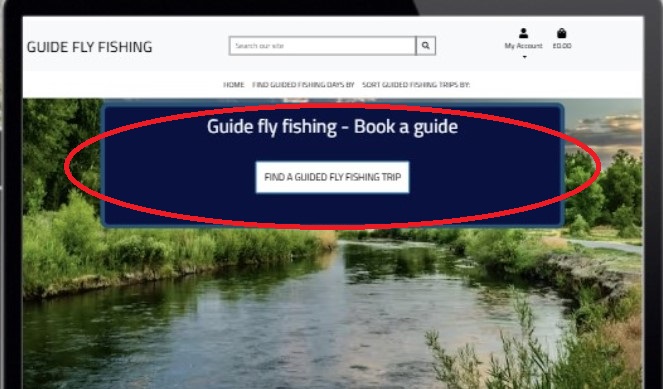 GUIDE FLY FISHING
Search our site
My Account
£0.00
HOME FIND GUIDED FISHING DAYS BY SORT GUIDED FISHING TRIPS BY:
Guide fly fishing - Book a guide
FIND A GUIDED FLY FISHING TRIP